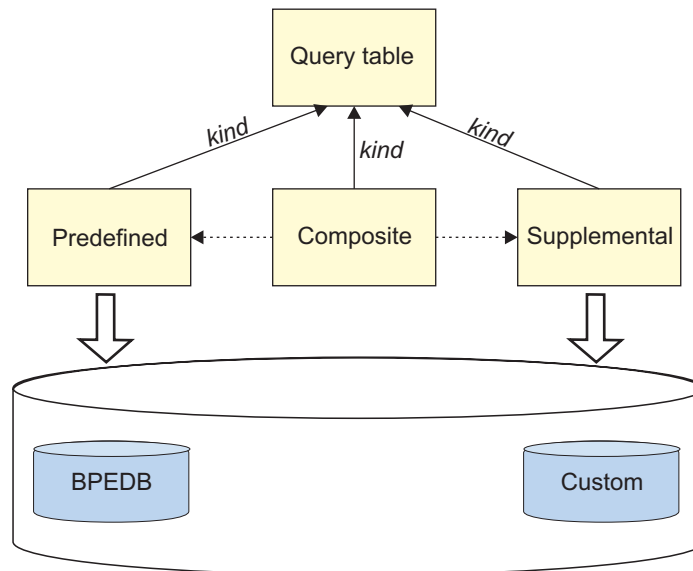 Query table
kind
kind
kind
Predefined
Composite
Supplemental
BPEDB
Custom